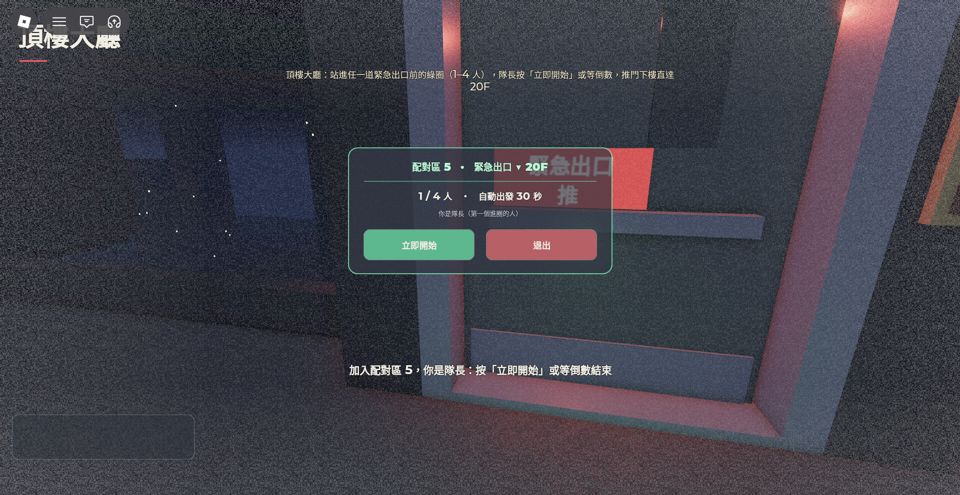 頂樓大廳
頂樓大廳：站進任一道緊急出口前的綠圈（1–4 人），隊長按「立即開始」或等倒數，推門下樓直達
20F
配對區 5 • 緊急出口 ▼ 20F
緊急出口
推
1 / 4 人 • 自動出發 30 秒
你是隊長（第一個進圈的人）
立即開始
退出
加入配對區 5，你是隊長：按「立即開始」或等倒數結束